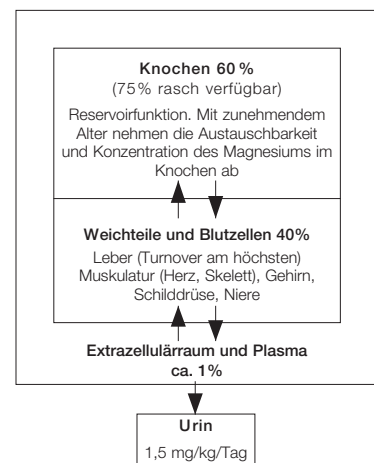 Knochen 60 %
(75% rasch verfügbar)
Reservoirfunktion. Mit zunehmendem
Alter nehmen die Austauschbarkeit
und Konzentration des Magnesiums im
Knochen ab
Weichteile und Blutzellen 40%
Leber (Turnover am höchsten)
Muskulatur (Herz, Skelett), Gehirn,
Schilddrüse, Niere
Extrazellulärraum und Plasma
ca. 1%
Urin
1,5 mg/kg/Tag